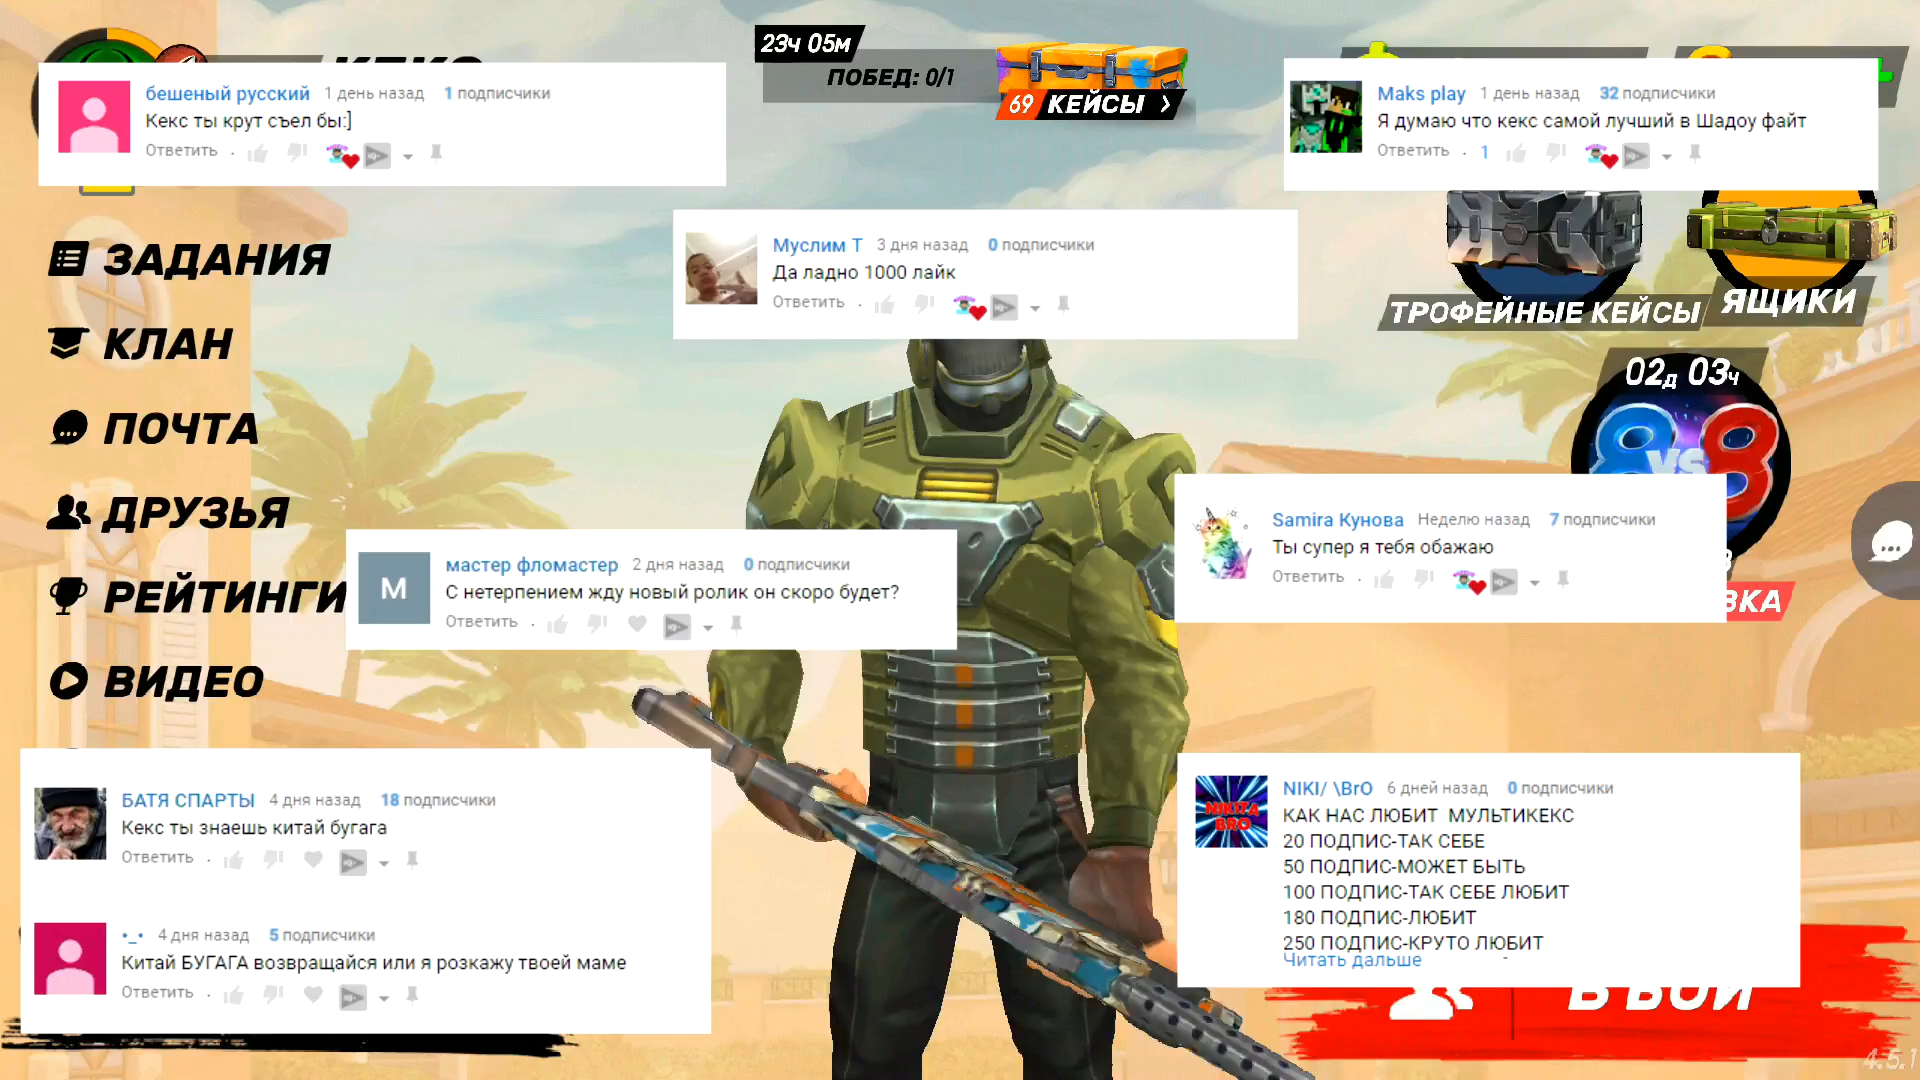 23ч 05м
ПОБЕД: 0/1
69 КЕЙСЫ
бешеный русский 1 день назад 1 подписчики
Кекс ты крут съел бы:]
Ответить
Maks play 1 день назад 32 подписчики
Я думаю что кекс самой лучший в Шадоу файт
Ответить 1
Муслим Т 3 дня назад 0 подписчики
Да ладно 1000 лайк
Ответить
ЗАДАНИЯ
КЛАН
ПОЧТА
ДРУЗЬЯ
РЕЙТИНГИ
ВИДЕО
ТРОФЕЙНЫЕ КЕЙСЫ
ЯЩИКИ
02д 03ч
8 VS 8
Samira Кунова Неделю назад 7 подписчики
Ты супер я тебя обажаю
Ответить
М
мастер фломастер 2 дня назад 0 подписчики
С нетерпением жду новый ролик он скоро будет?
Ответить
БАТЯ СПАРТЫ 4 дня назад 18 подписчики
Кекс ты знаешь китай бугага
Ответить
•_• 4 дня назад 5 подписчики
Китай БУГАГА возвращайся или я розкажу твоей маме
Ответить
NIKITA
BRO
NIKI/ \BrO 6 дней назад 0 подписчики
КАК НАС ЛЮБИТ МУЛЬТИКЕКС
20 ПОДПИС-ТАК СЕБЕ
50 ПОДПИС-МОЖЕТ БЫТЬ
100 ПОДПИС-ТАК СЕБЕ ЛЮБИТ
180 ПОДПИС-ЛЮБИТ
250 ПОДПИС-КРУТО ЛЮБИТ
Читать дальше
В БОЙ
4.5.1